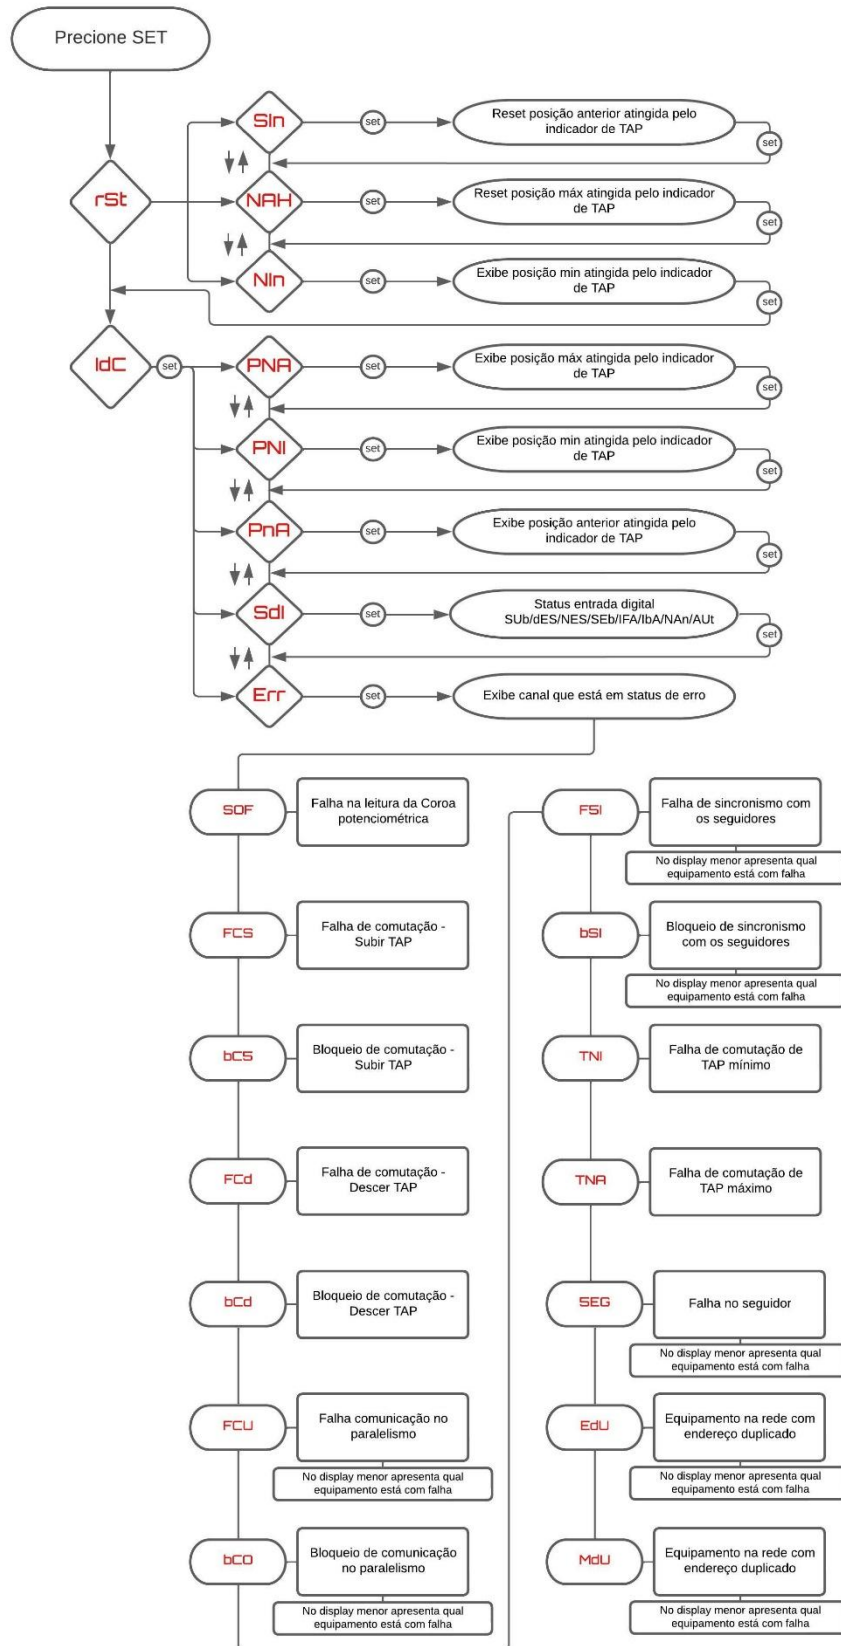 Precione SET
SIn
set
Reset posição anterior atingida pelo
indicador de TAP
set
rSt
NAH
set
Reset posição máx atingida pelo indicador
de TAP
set
NIn
set
Exibe posição min atingida pelo indicador
de TAP
set
IdC
set
PNA
set
Exibe posição máx atingida pelo indicador
de TAP
set
PNI
set
Exibe posição min atingida pelo indicador
de TAP
set
PnA
set
Exibe posição anterior atingida pelo
indicador de TAP
set
SdI
set
Status entrada digital
SUb/dES/NES/SEb/IFA/IbA/NAn/AUt
set
Err
set
Exibe canal que está em status de erro
SOF
Falha na leitura da Coroa
potenciométrica
FCS
Falha de comutação -
Subir TAP
bCS
Bloqueio de comutação -
Subir TAP
FCd
Falha de comutação -
Descer TAP
bCd
Bloqueio de comutação -
Descer TAP
FCU
Falha comunicação no
paralelismo
No display menor apresenta qual
equipamento está com falha
bCO
Bloqueio de comunicação
no paralelismo
No display menor apresenta qual
equipamento está com falha
FSI
Falha de sincronismo com
os seguidores
No display menor apresenta qual
equipamento está com falha
bSI
Bloqueio de sincronismo
com os seguidores
No display menor apresenta qual
equipamento está com falha
TNI
Falha de comutação de
TAP mínimo
TNA
Falha de comutação de
TAP máximo
SEG
Falha no seguidor
No display menor apresenta qual
equipamento está com falha
EdU
Equipamento na rede com
endereço duplicado
No display menor apresenta qual
equipamento está com falha
MdU
Equipamento na rede com
endereço duplicado
No display menor apresenta qual
equipamento está com falha